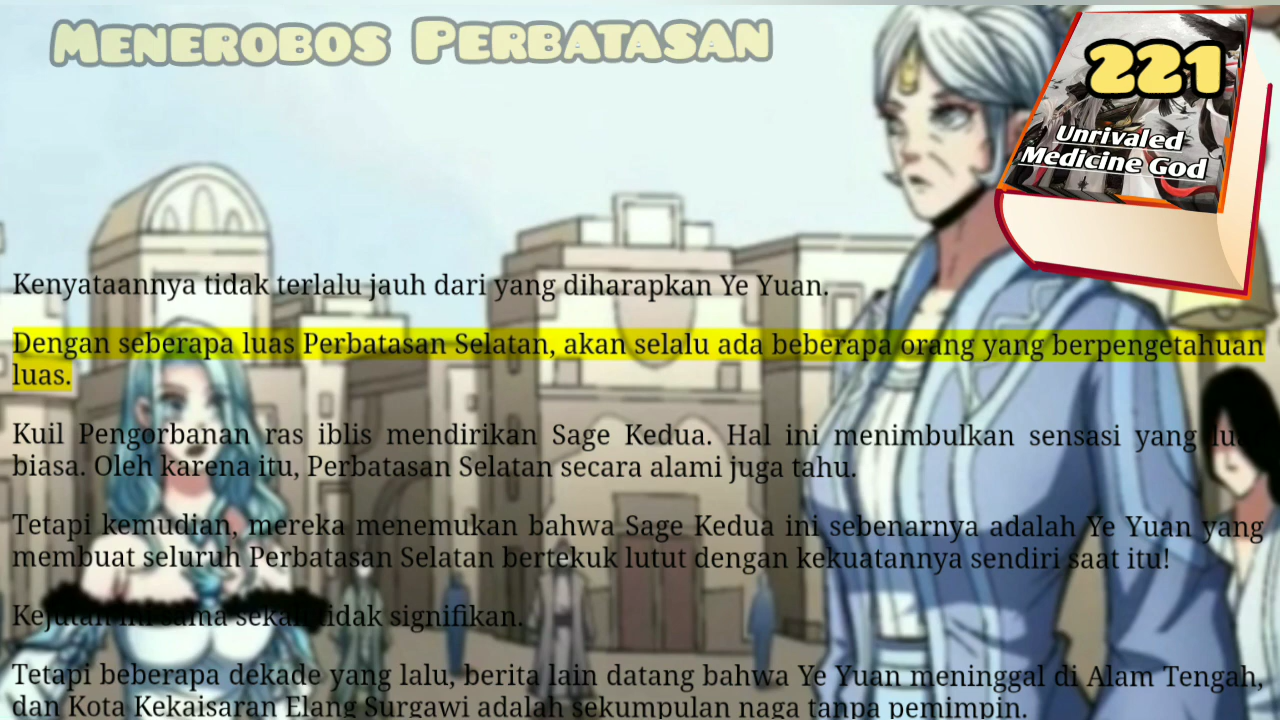 MENEROBOS PERBATASAN
221
Unrivaled
Medicine God
Kenyataannya tidak terlalu jauh dari yang diharapkan Ye Yuan.
Dengan seberapa luas Perbatasan Selatan, akan selalu ada beberapa orang yang berpengetahuan
luas.
Kuil Pengorbanan ras iblis mendirikan Sage Kedua. Hal ini menimbulkan sensasi yang luar
biasa. Oleh karena itu, Perbatasan Selatan secara alami juga tahu.
Tetapi kemudian, mereka menemukan bahwa Sage Kedua ini sebenarnya adalah Ye Yuan yang
membuat seluruh Perbatasan Selatan bertekuk lutut dengan kekuatannya sendiri saat itu!
Kejutan ini sama sekali tidak signifikan.
Tetapi beberapa dekade yang lalu, berita lain datang bahwa Ye Yuan meninggal di Alam Tengah,
dan Kota Kekaisaran Elang Surgawi adalah sekumpulan naga tanpa pemimpin.